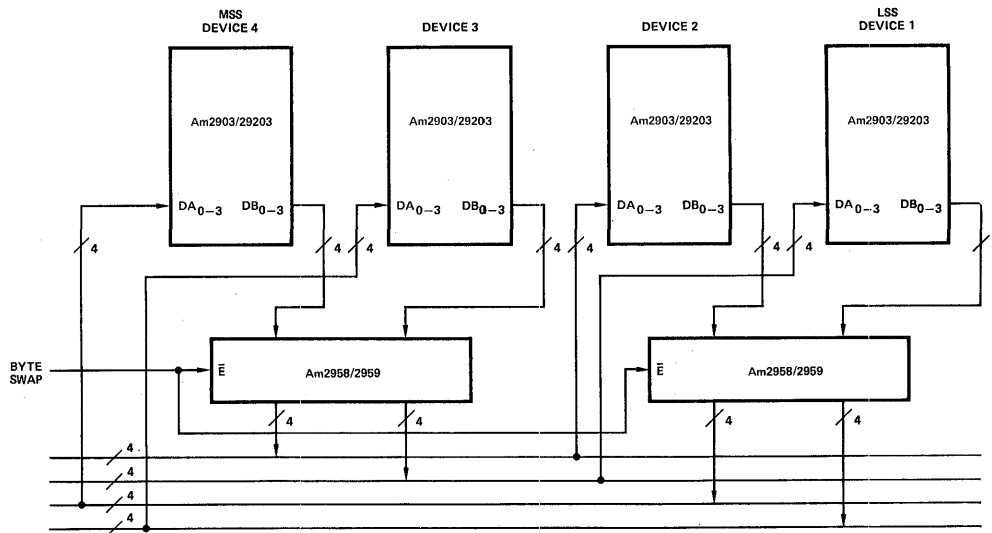 MSS
DEVICE 4
DEVICE 3
DEVICE 2
LSS
DEVICE 1
Am2903/29203
Am2903/29203
Am2903/29203
Am2903/29203
DA0–3 DB0–3
DA0–3 DB0–3
DA0–3 DB0–3
DA0–3 DB0–3
4
4
4
4
4
4
4
BYTE
SWAP
E̅
Am2958/2959
E̅
Am2958/2959
4
4
4
4
4
4
4
4